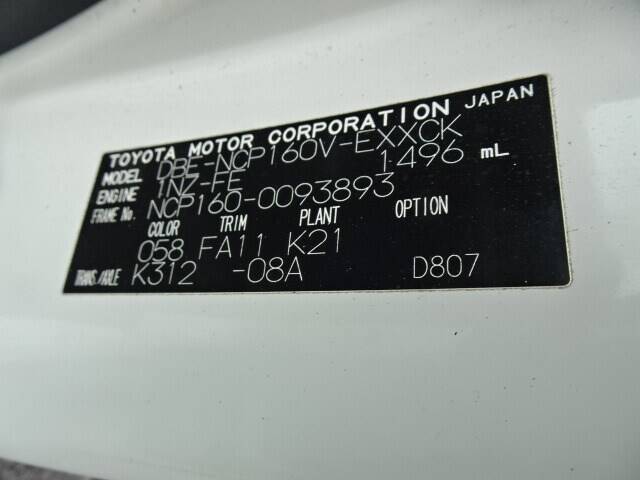 TOYOTA MOTOR CORPORATION JAPAN
MODEL DBE-NCP160V-EXXCK
ENGINE 1NZ-FE 1496 mL
FRAME No. NCP160-0093893
COLOR TRIM PLANT OPTION
058 FA11 K21
TRANS./AXLE K312 -08A D807